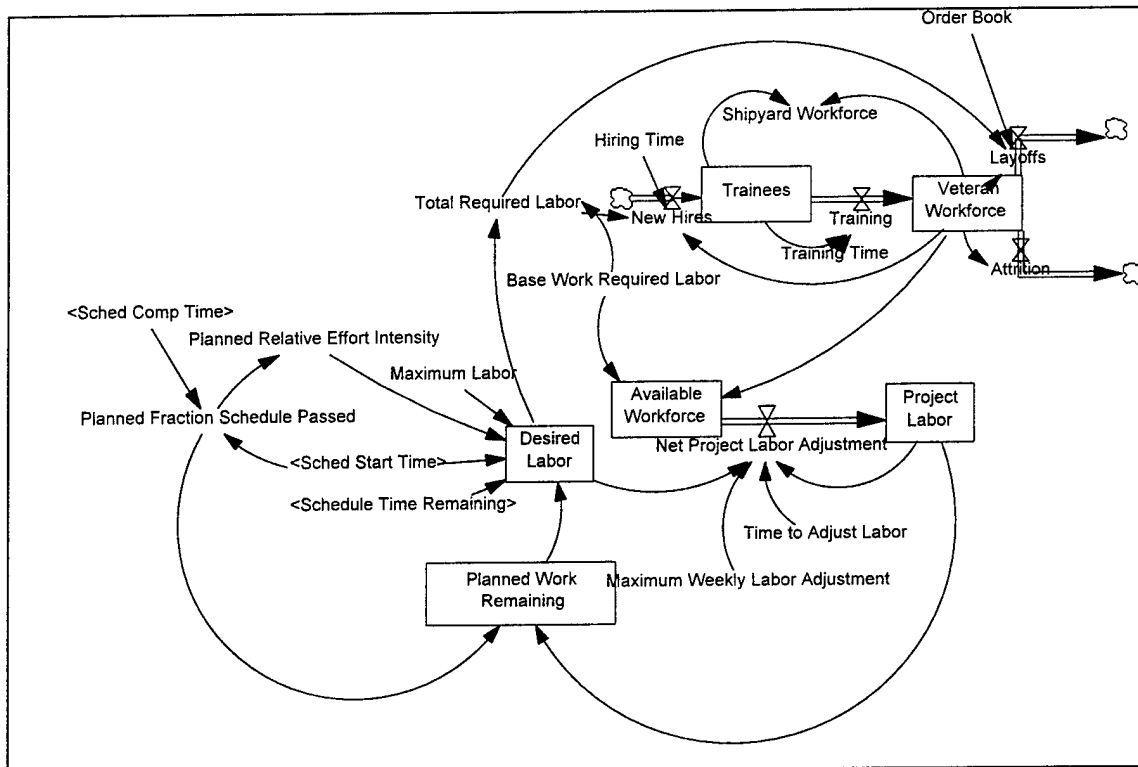 Order Book
Shipyard Workforce
Hiring Time
Layoffs
Trainees
Veteran
Workforce
Total Required Labor
New Hires
Training
Training Time
Attrition
Base Work Required Labor
<Sched Comp Time>
Planned Relative Effort Intensity
Maximum Labor
Available
Workforce
Project
Labor
Planned Fraction Schedule Passed
Desired
Labor
Net Project Labor Adjustment
<Sched Start Time>
<Schedule Time Remaining>
Time to Adjust Labor
Planned Work
Remaining
Maximum Weekly Labor Adjustment